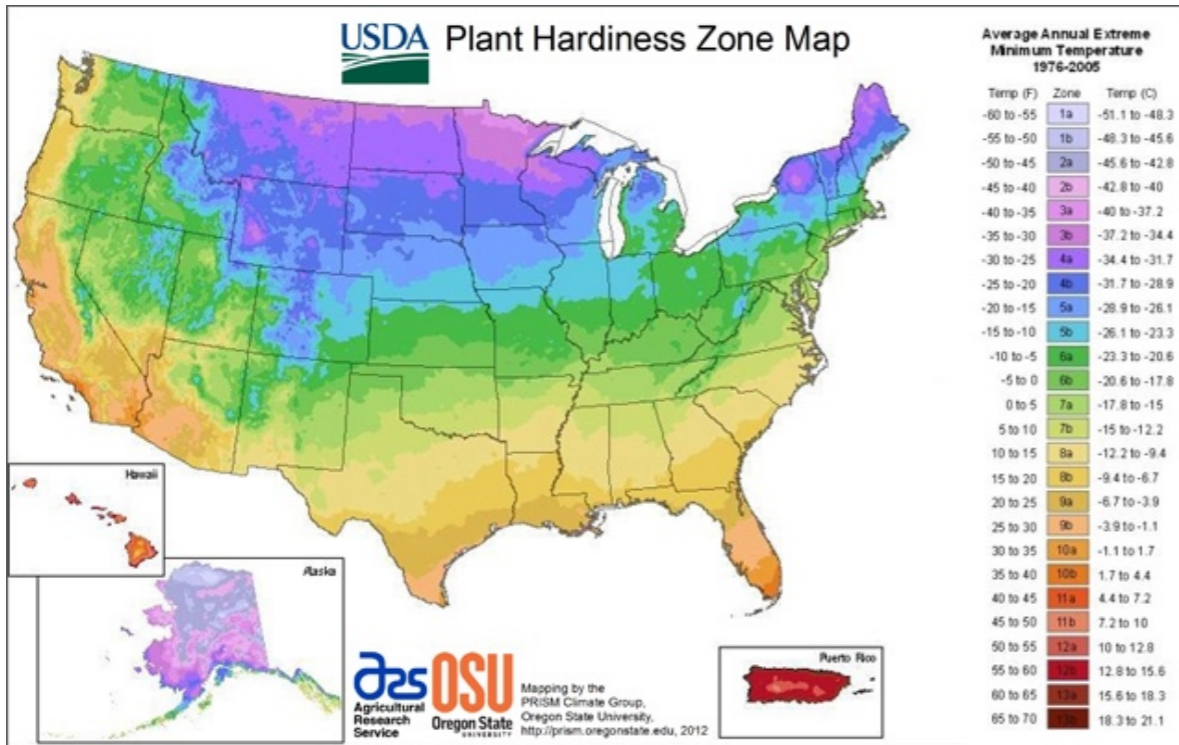 USDA Plant Hardiness Zone Map
Average Annual Extreme
Minimum Temperature
1976-2005
Temp (F) Zone Temp (C)
-60 to -55 1a -51.1 to -48.3
-55 to -50 1b -48.3 to -45.6
-50 to -45 2a -45.6 to -42.8
-45 to -40 2b -42.8 to -40
-40 to -35 3a -40 to -37.2
-35 to -30 3b -37.2 to -34.4
-30 to -25 4a -34.4 to -31.7
-25 to -20 4b -31.7 to -28.9
-20 to -15 5a -28.9 to -26.1
-15 to -10 5b -26.1 to -23.3
-10 to -5 6a -23.3 to -20.6
-5 to 0 6b -20.6 to -17.8
0 to 5 7a -17.8 to -15
5 to 10 7b -15 to -12.2
10 to 15 8a -12.2 to -9.4
15 to 20 8b -9.4 to -6.7
20 to 25 9a -6.7 to -3.9
25 to 30 9b -3.9 to -1.1
30 to 35 10a -1.1 to 1.7
35 to 40 10b 1.7 to 4.4
40 to 45 11a 4.4 to 7.2
45 to 50 11b 7.2 to 10
50 to 55 12a 10 to 12.8
55 to 60 12b 12.8 to 15.6
60 to 65 13a 15.6 to 18.3
65 to 70 13b 18.3 to 21.1
Hawaii
Alaska
Puerto Rico
ars
Agricultural
Research
Service
OSU
Oregon State
UNIVERSITY
Mapping by the
PRISM Climate Group,
Oregon State University,
http://prism.oregonstate.edu, 2012